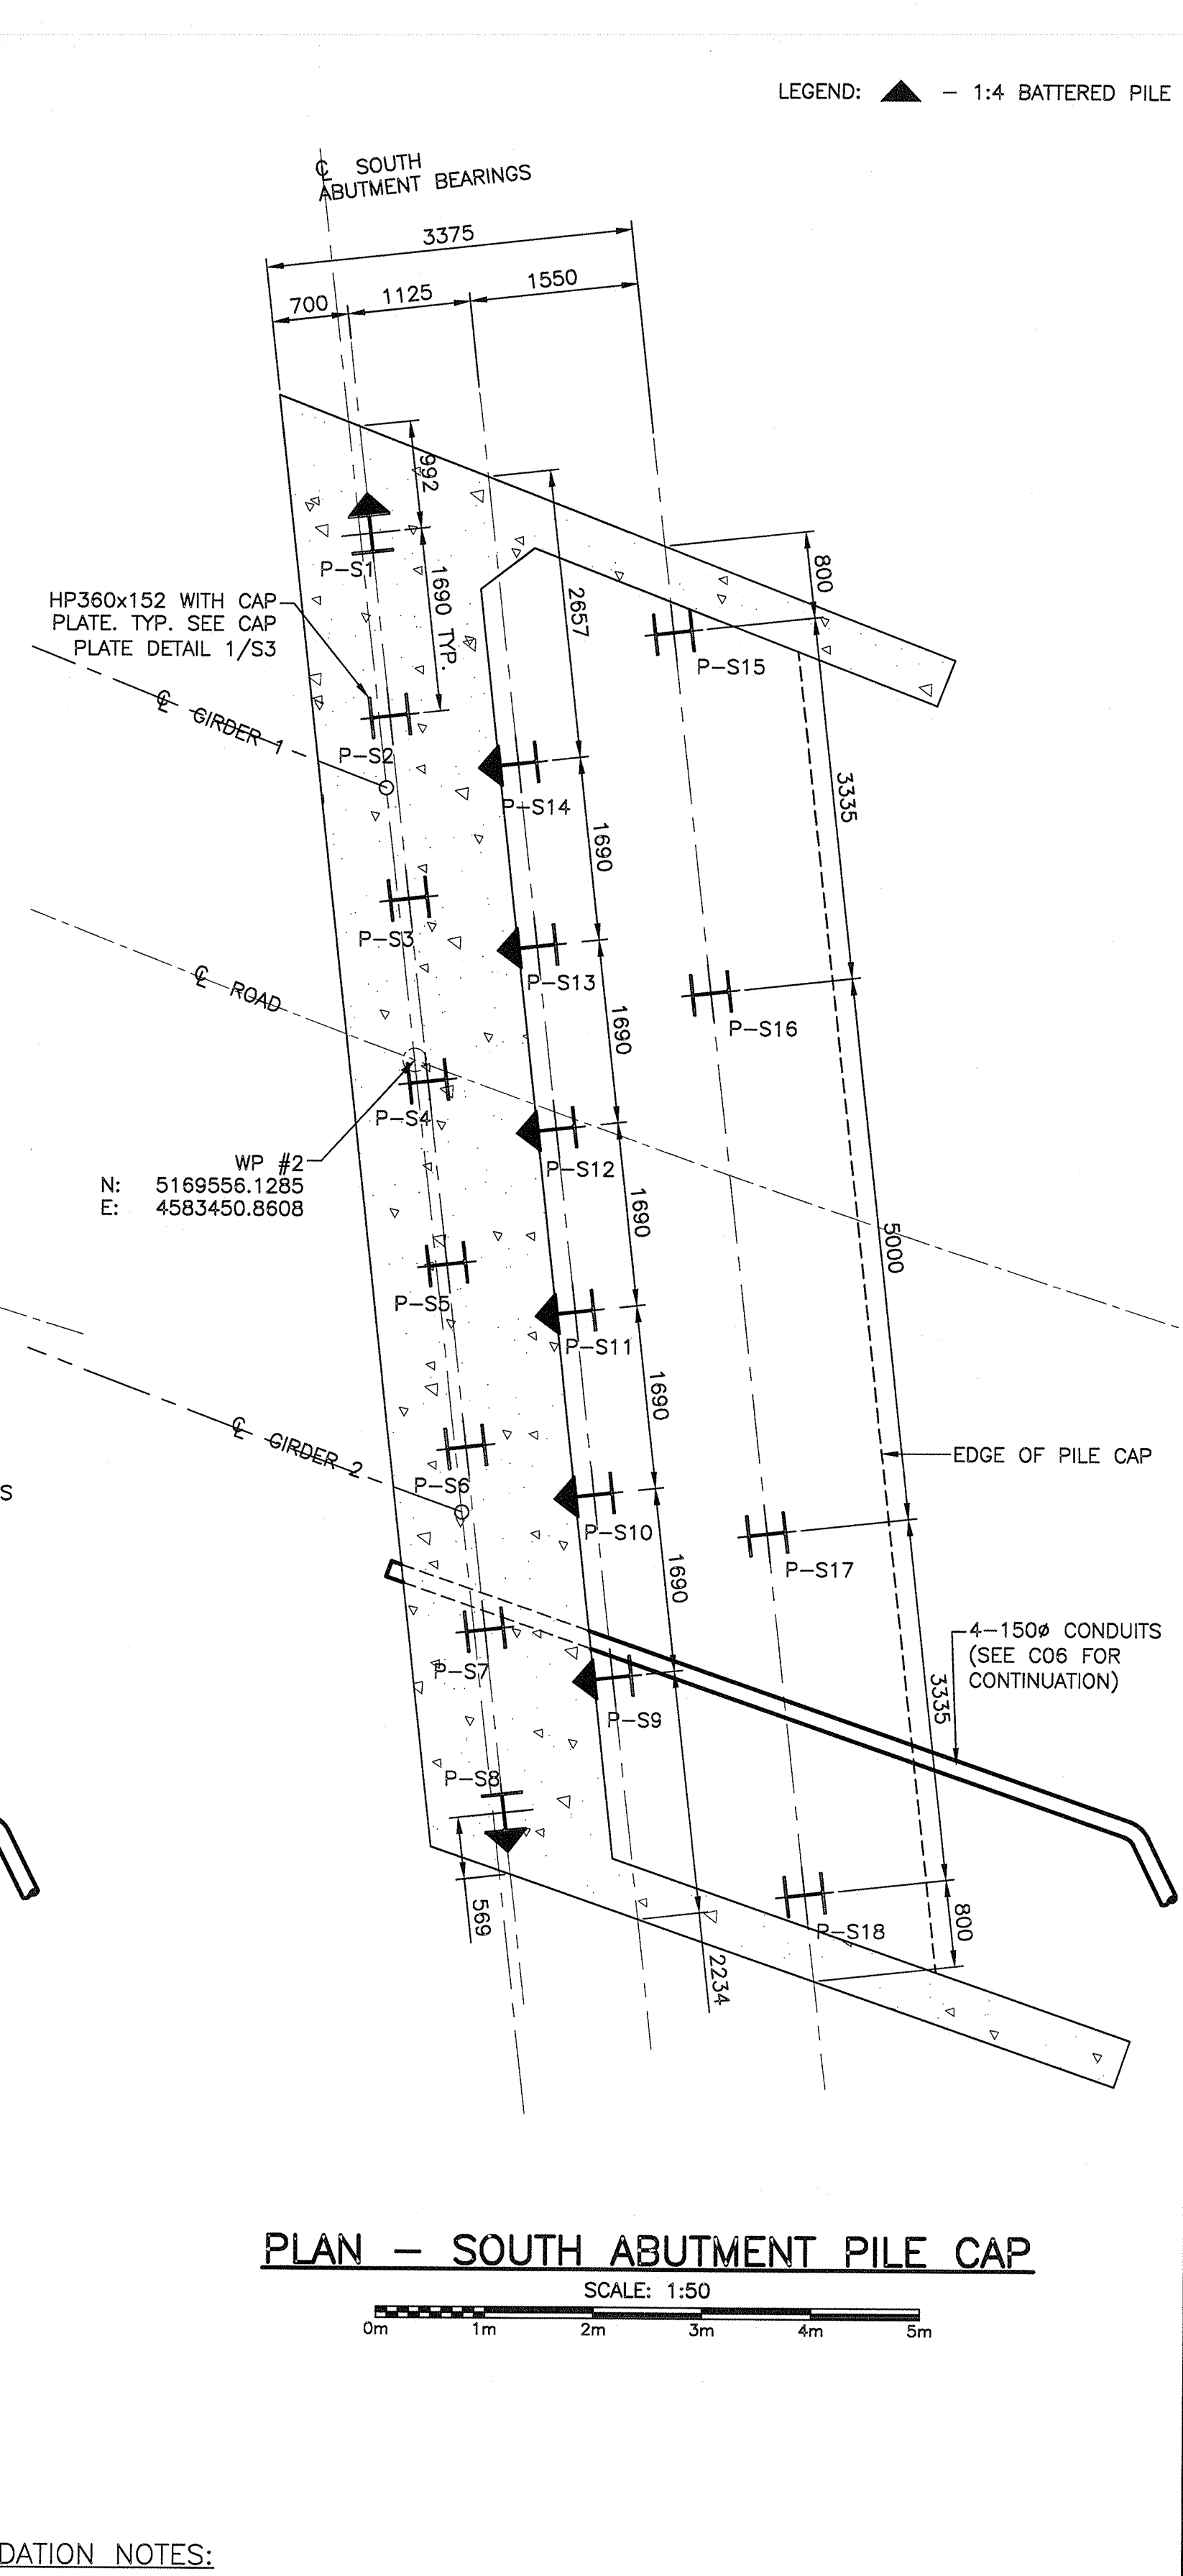 LEGEND: – 1:4 BATTERED PILE
℄ SOUTH
ABUTMENT BEARINGS
3375
700
1125
1550
992
1690 TYP.
2657
800
P-S1
HP360x152 WITH CAP
PLATE. TYP. SEE CAP
PLATE DETAIL 1/S3
P-S15
℄ GIRDER 1
P-S2
P-S14
3335
1690
P-S3
P-S13
℄ ROAD
P-S16
1690
P-S4
WP #2
N: 5169556.1285
E: 4583450.8608
P-S12
1690
5000
P-S5
P-S11
1690
℄ GIRDER 2
EDGE OF PILE CAP
P-S6
S
P-S10
P-S17
1690
4-150ø CONDUITS
(SEE C06 FOR
CONTINUATION)
P-S7
3335
P-S9
P-S8
569
P-S18
800
2234
PLAN – SOUTH ABUTMENT PILE CAP
SCALE: 1:50
0m 1m 2m 3m 4m 5m
DATION NOTES: